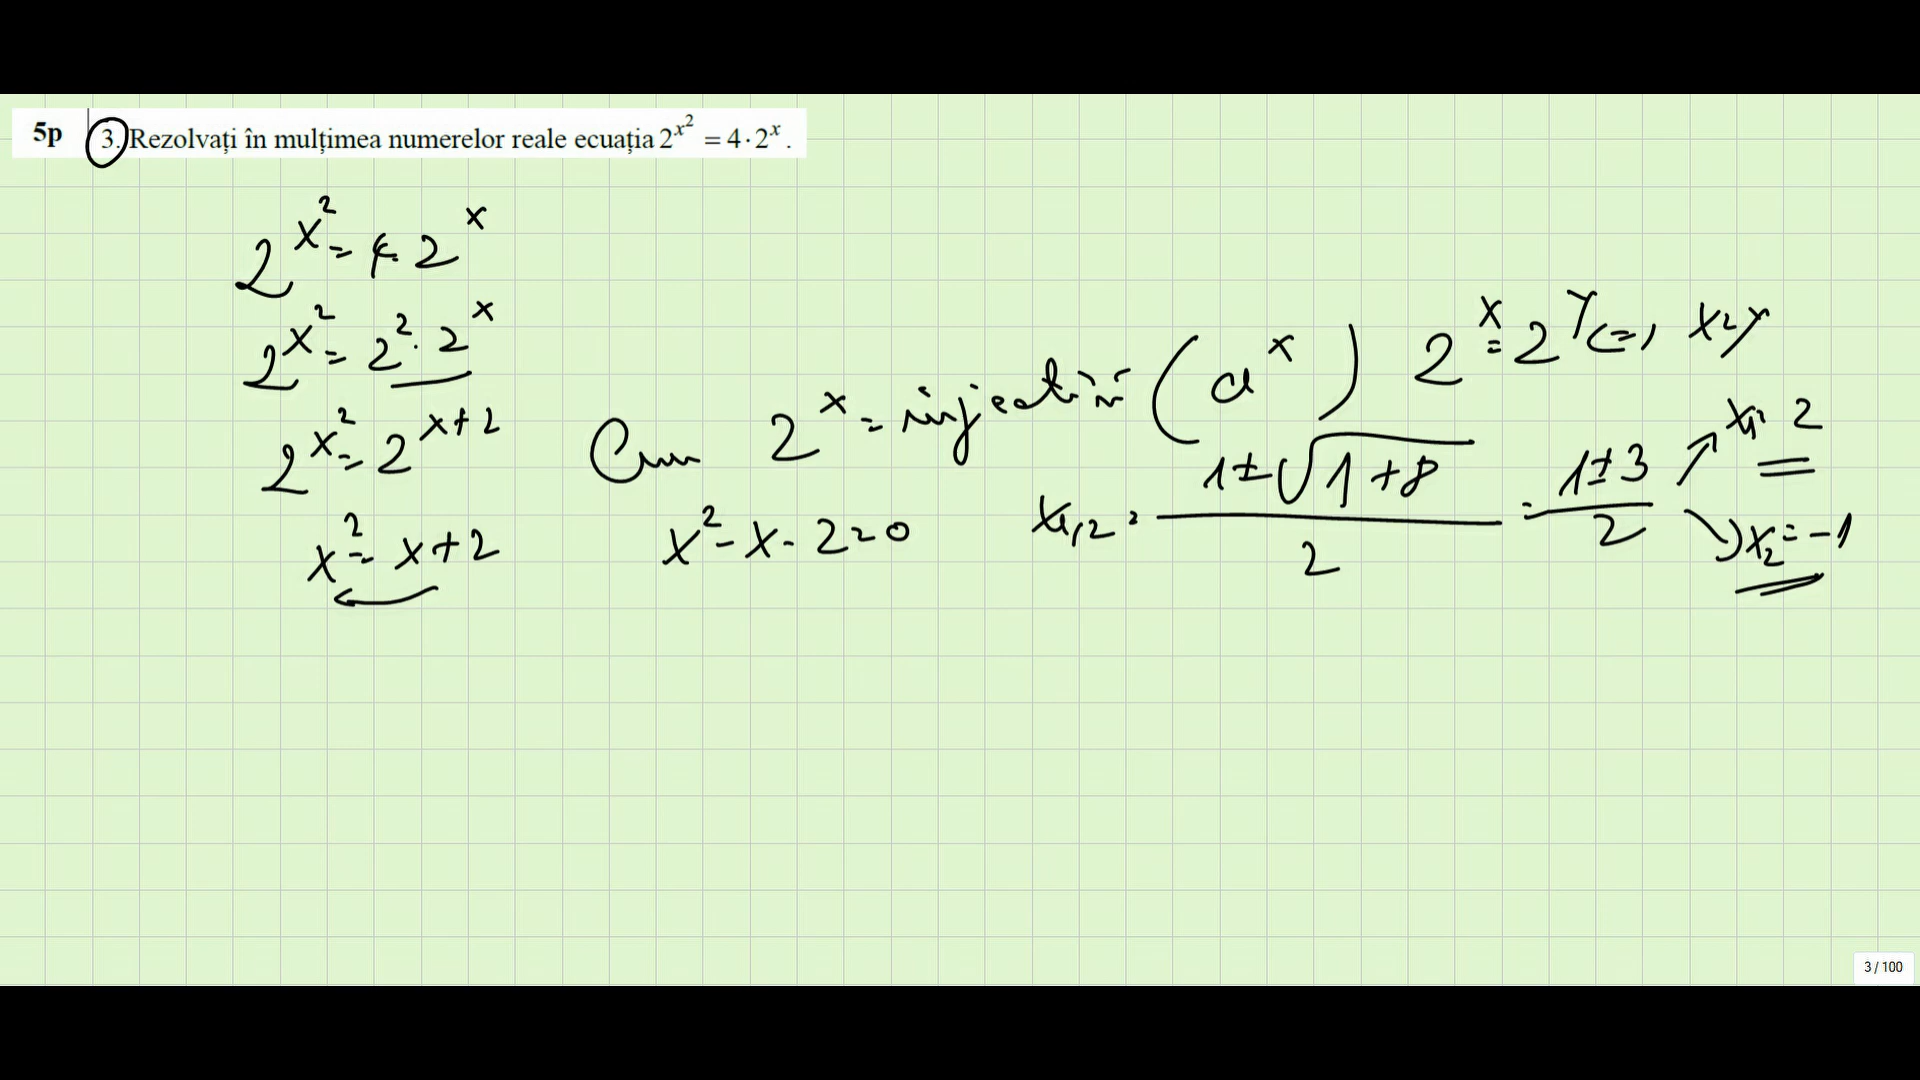 5p 3. Rezolvați în mulțimea numerelor reale ecuația 2^{x^2} = 4·2^x.
2^{x^2} = 4·2^x
2^{x^2} = 2^2·2^x
2^{x^2} = 2^{x+2}
Cum 2^x = injectivă (a^x) 2^x = 2^y <=> x=y
x^2 = x+2
x^2 - x - 2 = 0
x_{1,2} = (1±√(1+8))/2 = (1±3)/2
x_1 = 2
x_2 = -1
3 / 100